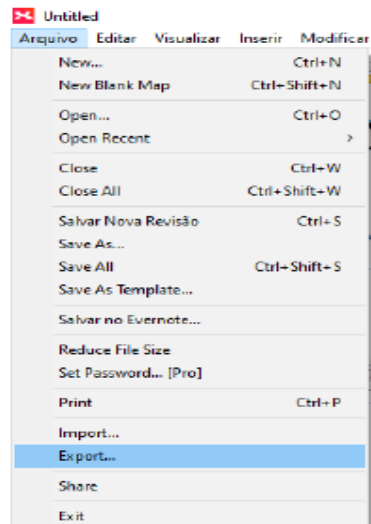 Untitled
Arquivo Editar Visualizar Inserir Modificar
New... Ctrl+N
New Blank Map Ctrl+Shift+N
Open... Ctrl+O
Open Recent >
Close Ctrl+W
Close All Ctrl+Shift+W
Salvar Nova Revisão Ctrl+S
Save As...
Save All Ctrl+Shift+S
Save As Template...
Salvar no Evernote...
Reduce File Size
Set Password... [Pro]
Print Ctrl+P
Import...
Export...
Share
Exit